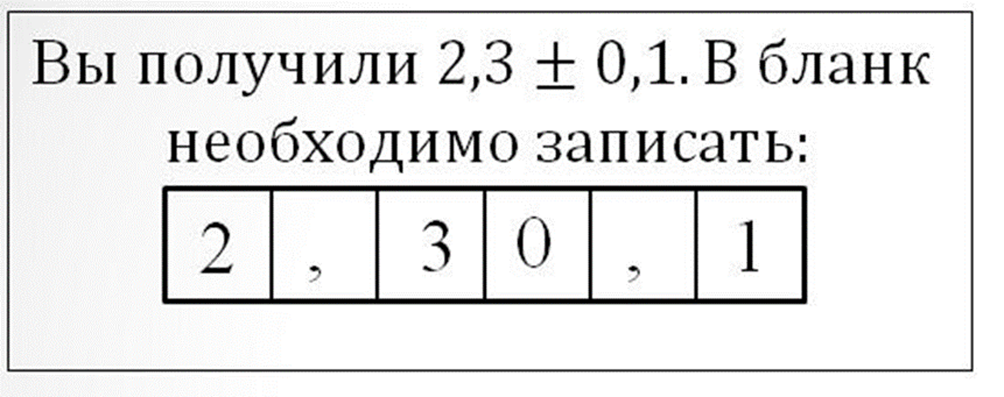 Вы получили 2,3 ± 0,1. В бланк
необходимо записать:
2 , 3 0 , 1